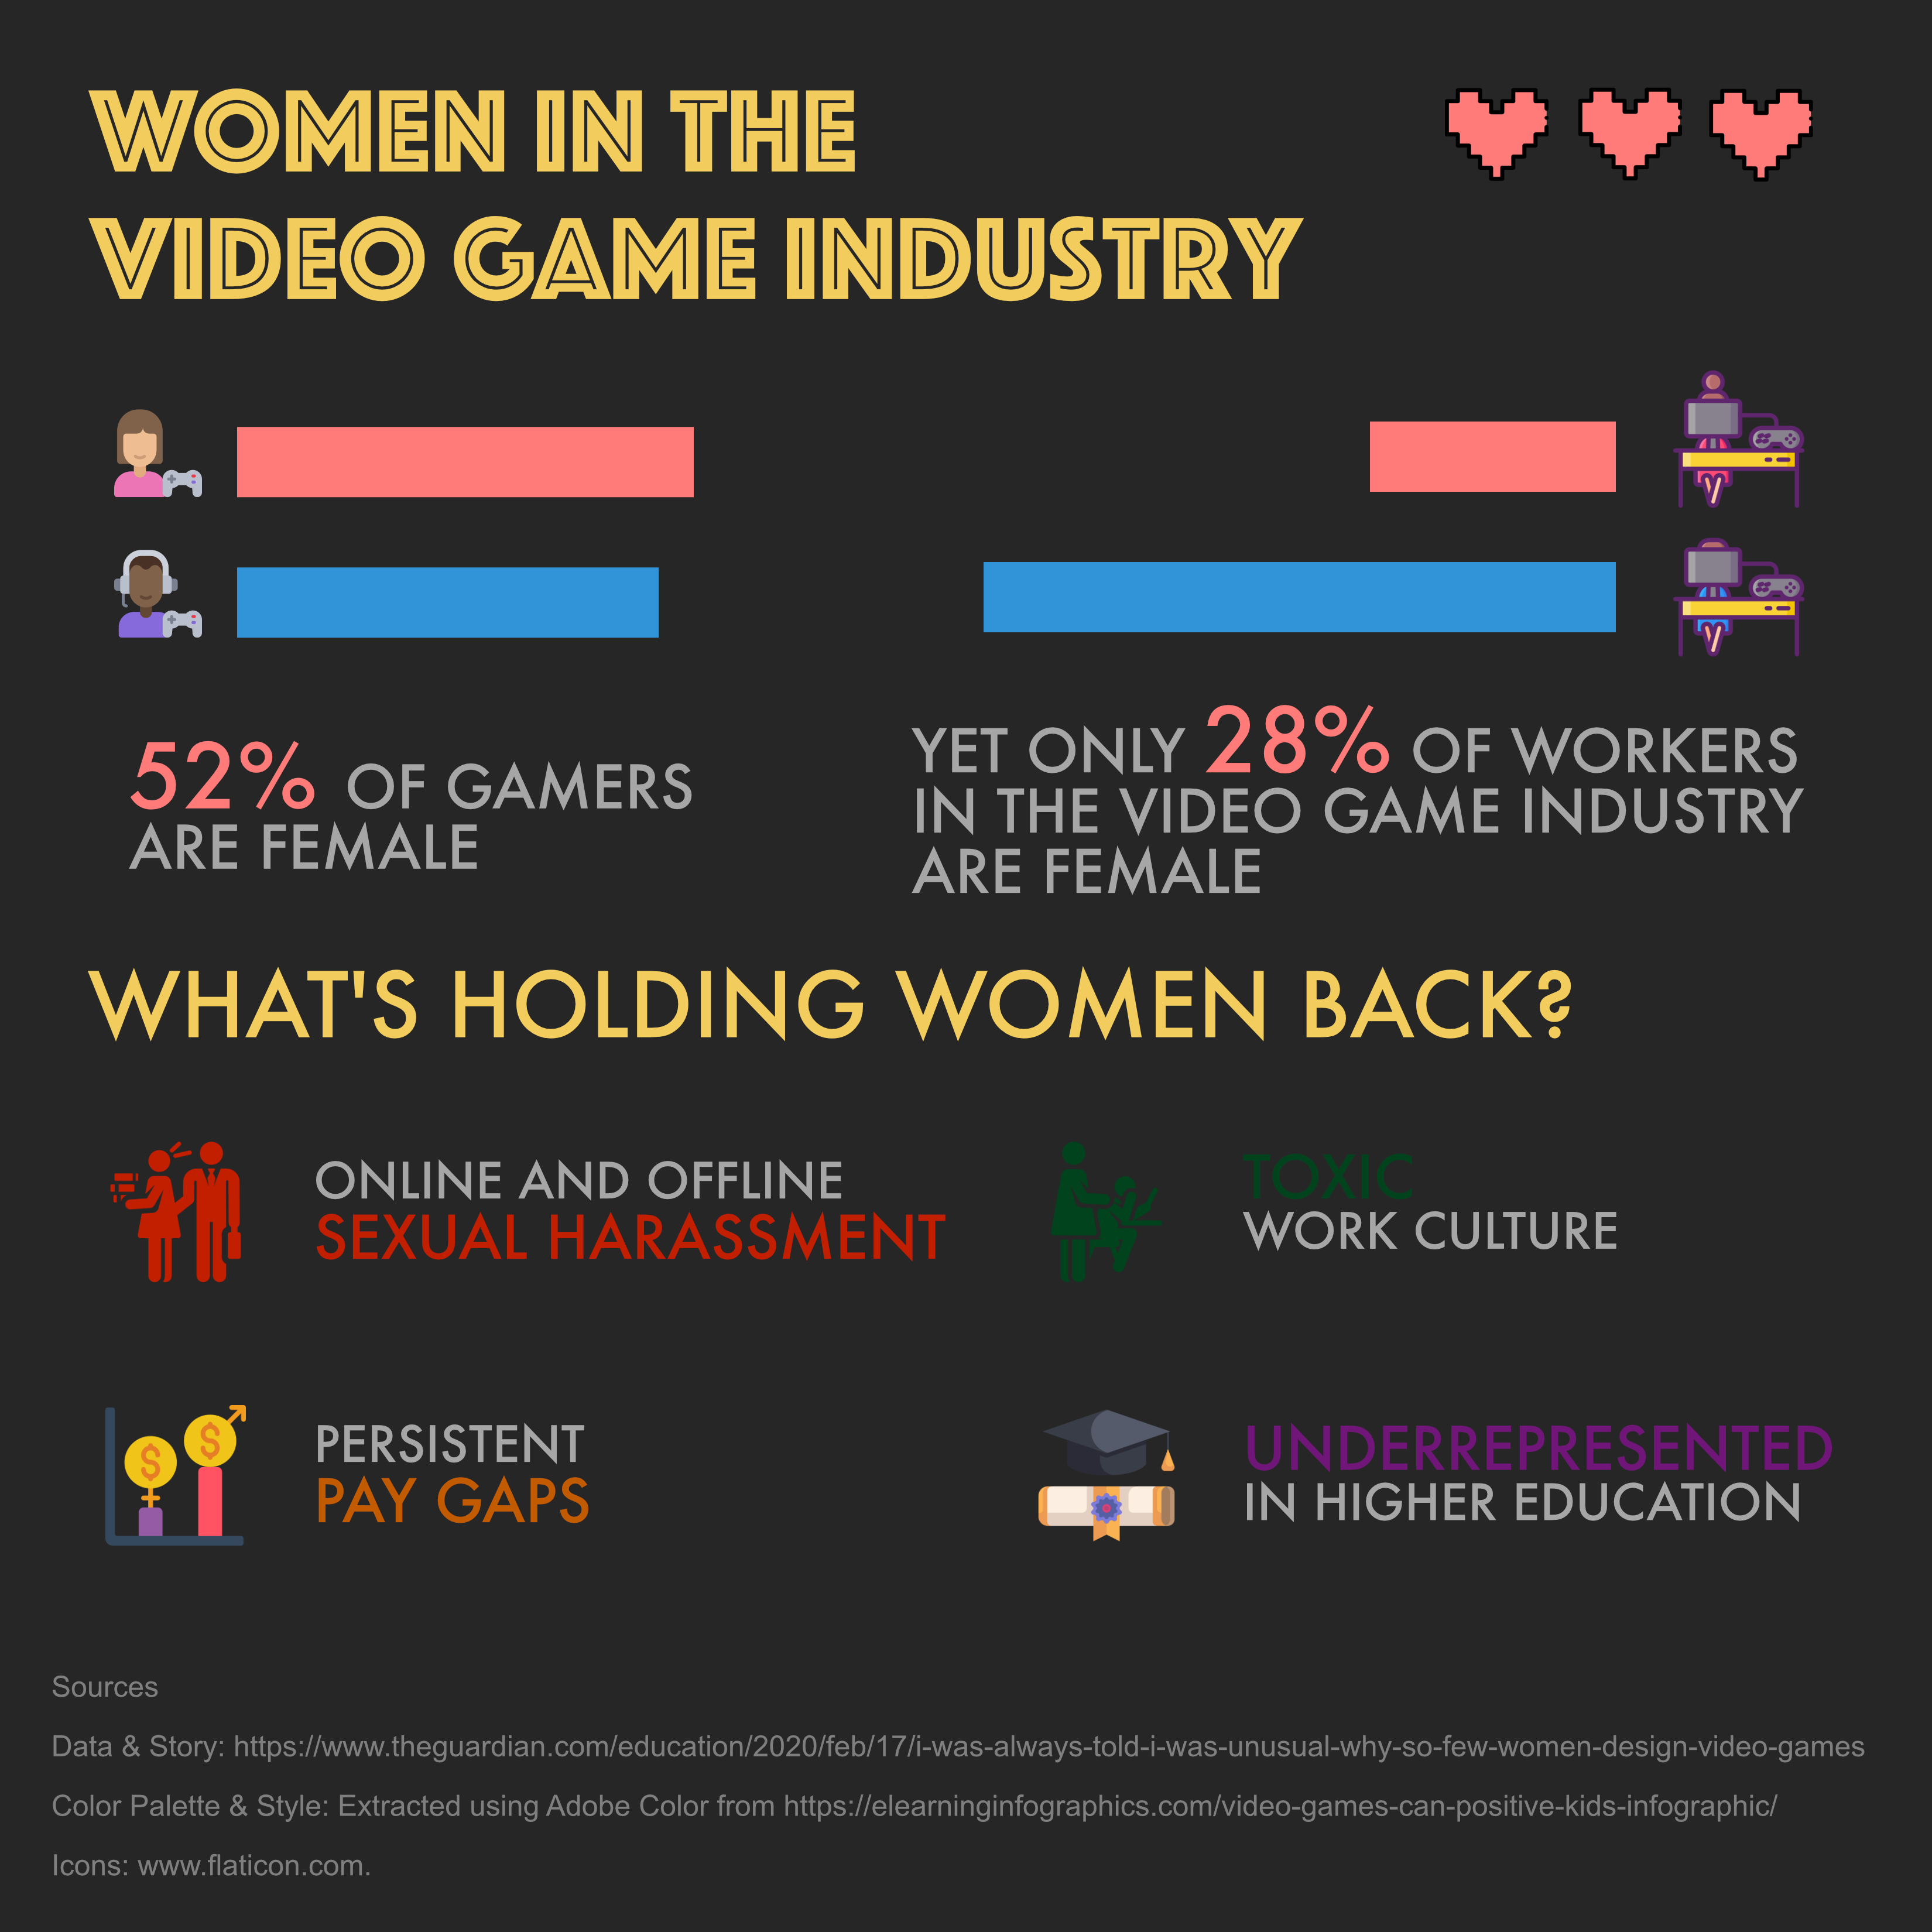 WOMEN IN THE
VIDEO GAME INDUSTRY
52% OF GAMERS
ARE FEMALE
YET ONLY 28% OF WORKERS
IN THE VIDEO GAME INDUSTRY
ARE FEMALE
WHAT'S HOLDING WOMEN BACK?
ONLINE AND OFFLINE
SEXUAL HARASSMENT
TOXIC
WORK CULTURE
$ $
PERSISTENT
PAY GAPS
UNDERREPRESENTED
IN HIGHER EDUCATION
Sources
Data & Story: https://www.theguardian.com/education/2020/feb/17/i-was-always-told-i-was-unusual-why-so-few-women-design-video-games
Color Palette & Style: Extracted using Adobe Color from https://elearninginfographics.com/video-games-can-positive-kids-infographic/
Icons: www.flaticon.com.